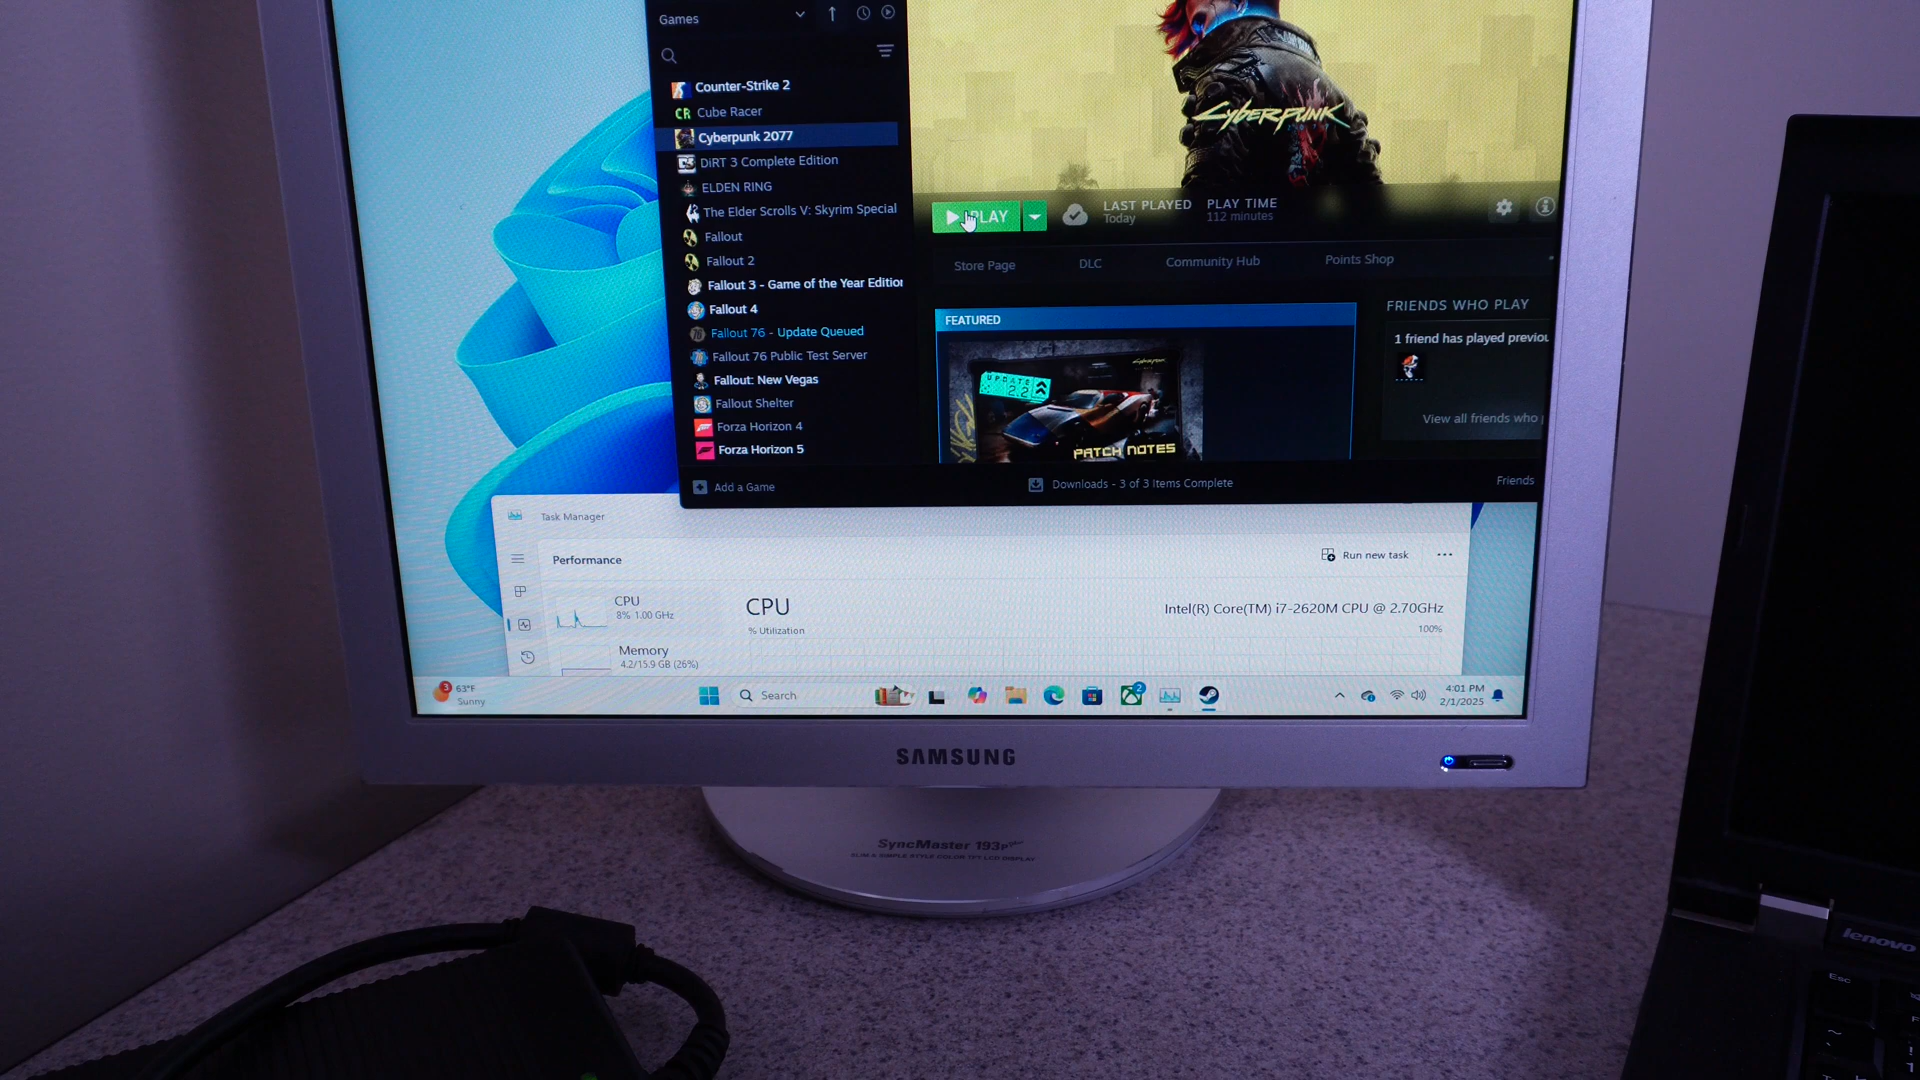 Games
Counter-Strike 2
CR Cube Racer
Cyberpunk 2077
DiRT 3 Complete Edition
ELDEN RING
The Elder Scrolls V: Skyrim Special
Fallout
Fallout 2
Fallout 3 - Game of the Year Edition
Fallout 4
Fallout 76 - Update Queued
Fallout 76 Public Test Server
Fallout: New Vegas
Fallout Shelter
Forza Horizon 4
Forza Horizon 5
Add a Game
Cyberpunk
PLAY
LAST PLAYED
Today
PLAY TIME
112 minutes
Store Page
DLC
Community Hub
Points Shop
FEATURED
UPDATE
2.2
PATCH NOTES
FRIENDS WHO PLAY
1 friend has played previou
View all friends who
Downloads - 3 of 3 Items Complete
Friends
Task Manager
Performance
Run new task
CPU
8% 1.00 GHz
Memory
4.2/15.9 GB (26%)
CPU
% Utilization
Intel(R) Core(TM) i7-2620M CPU @ 2.70GHz
100%
3
63°F
Sunny
Search
2
4:01 PM
2/1/2025
SAMSUNG
SyncMaster 193P
lenovo
Esc